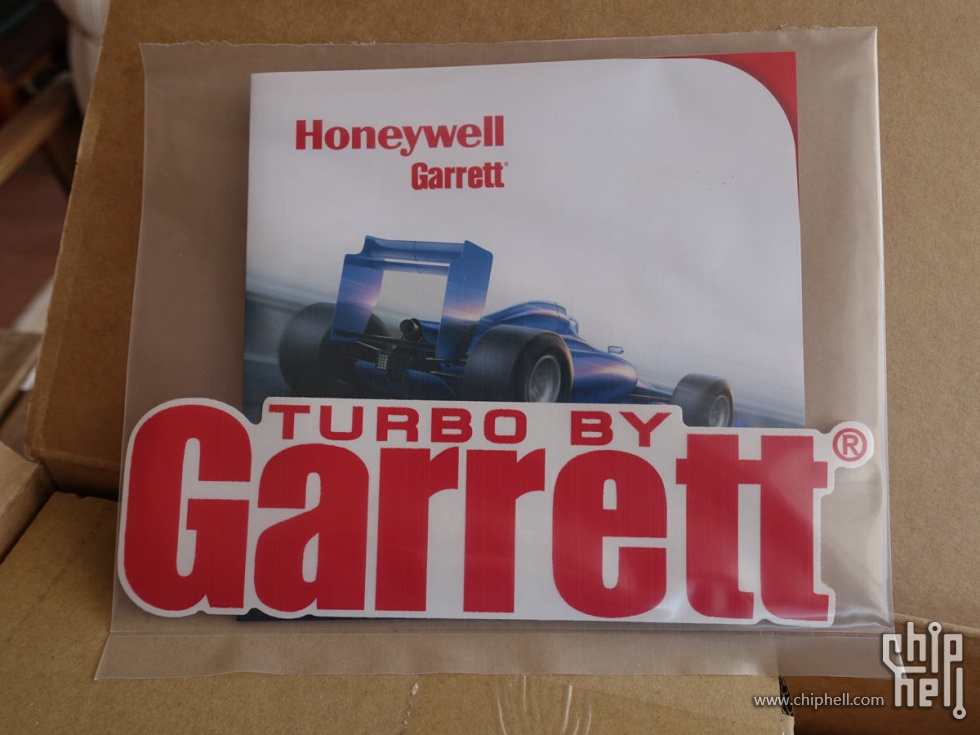 Honeywell
Garrett®
TURBO BY
Garrett®
www.chiphell.com
chip
hell